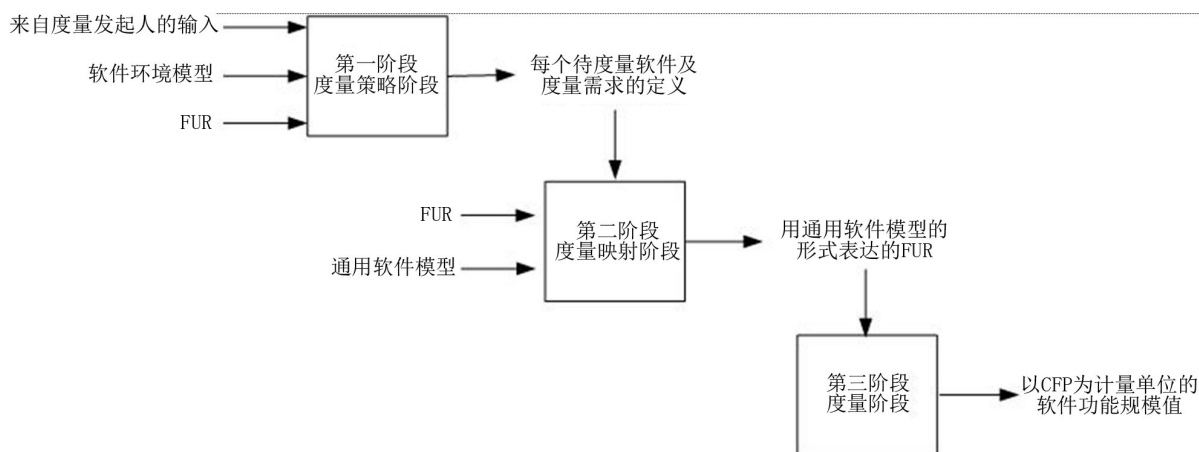 来自度量发起人的输入
软件环境模型
FUR
第一阶段
度量策略阶段
每个待度量软件及
度量需求的定义
FUR
通用软件模型
第二阶段
度量映射阶段
用通用软件模型的
形式表达的FUR
第三阶段
度量阶段
以CFP为计量单位的
软件功能规模值